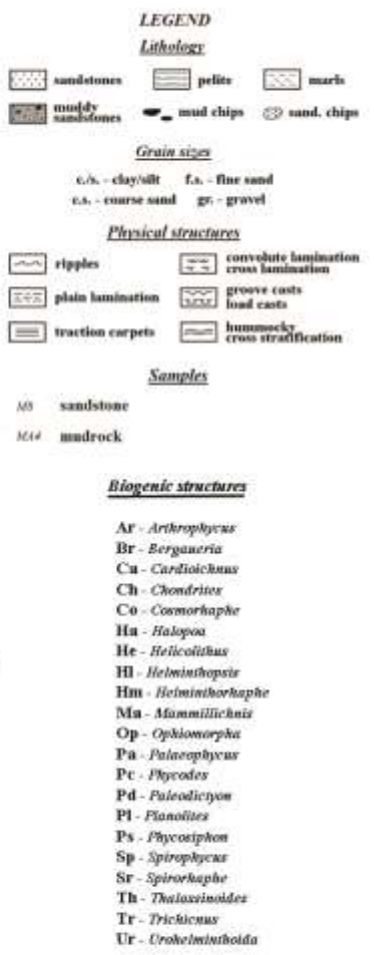 LEGEND
Lithology
sandstones pelite marls
muddy sandstones mud chips sand. chips
Grain sizes
c./s. - clay/silt f.s. - fine sand
c.s. - coarse sand gr. - gravel
Physical structures
ripples convolute lamination cross lamination
plain lamination groove casts load casts
traction carpets hummocky cross stratification
Samples
M8 sandstone
MA4 mudrock
Biogenic structures
Ar - Arthrophycus
Br - Bergaueria
Ca - Cardioichnus
Ch - Chondrites
Co - Cosmorhaphe
Ha - Halopoa
He - Helicolithus
Hl - Helminthopsis
Hm - Helminthorhaphe
Ma - Mammillichnis
Op - Ophiomorpha
Pa - Palaeophycus
Pc - Phycodes
Pd - Paleodictyon
Pl - Planolites
Ps - Phycosiphon
Sp - Spirophycus
Sr - Spirorhaphe
Th - Thalassinoides
Tr - Trichicnus
Ur - Urohelminthoida